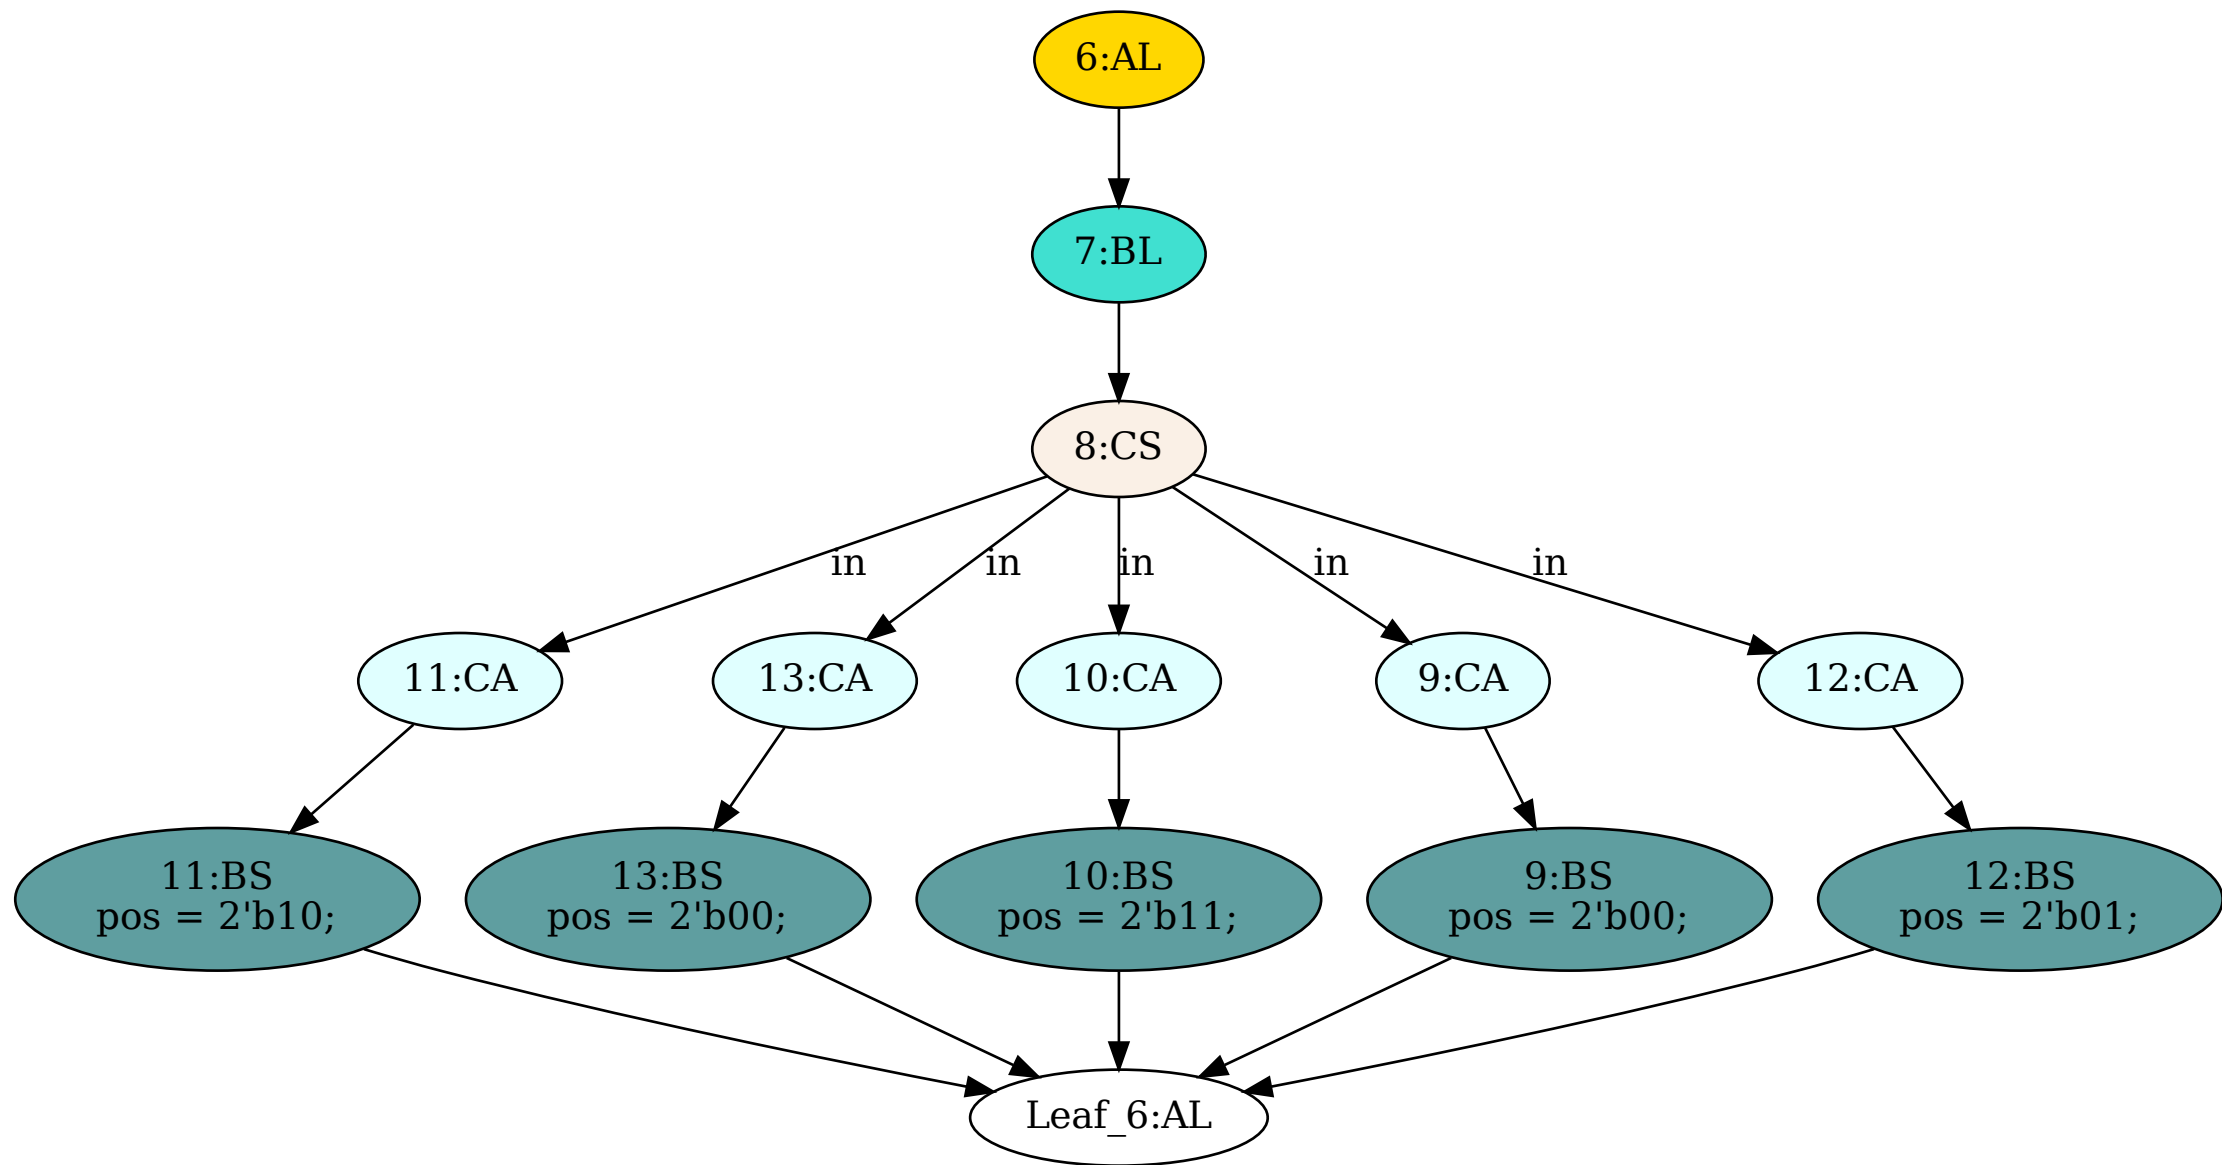 6:AL
7:BL
8:CS
in
in
in
in
in
11:CA
13:CA
10:CA
9:CA
12:CA
11:BS
pos = 2'b10;
13:BS
pos = 2'b00;
10:BS
pos = 2'b11;
9:BS
pos = 2'b00;
12:BS
pos = 2'b01;
Leaf_6:AL